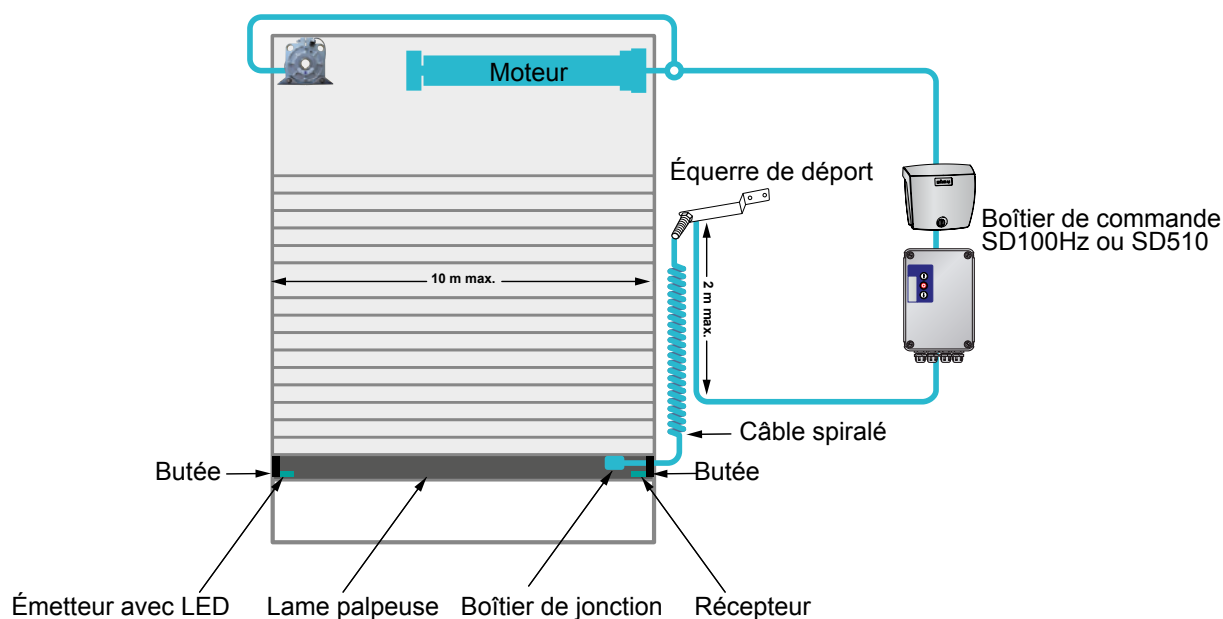 Moteur
Équerre de déport
Boîtier de commande
SD100Hz ou SD510
10 m max.
2 m max.
Câble spiralé
Butée
Butée
Émetteur avec LED
Lame palpeuse
Boîtier de jonction
Récepteur